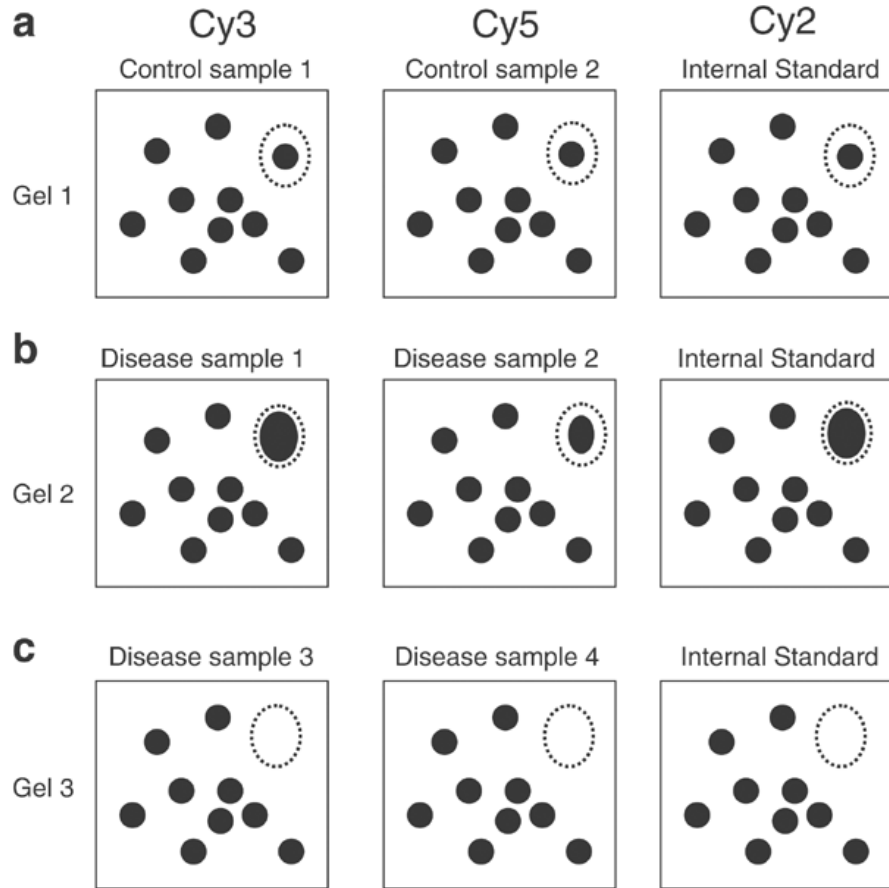 a Cy3 Cy5 Cy2
Control sample 1 Control sample 2 Internal Standard
Gel 1
b
Disease sample 1 Disease sample 2 Internal Standard
Gel 2
c
Disease sample 3 Disease sample 4 Internal Standard
Gel 3